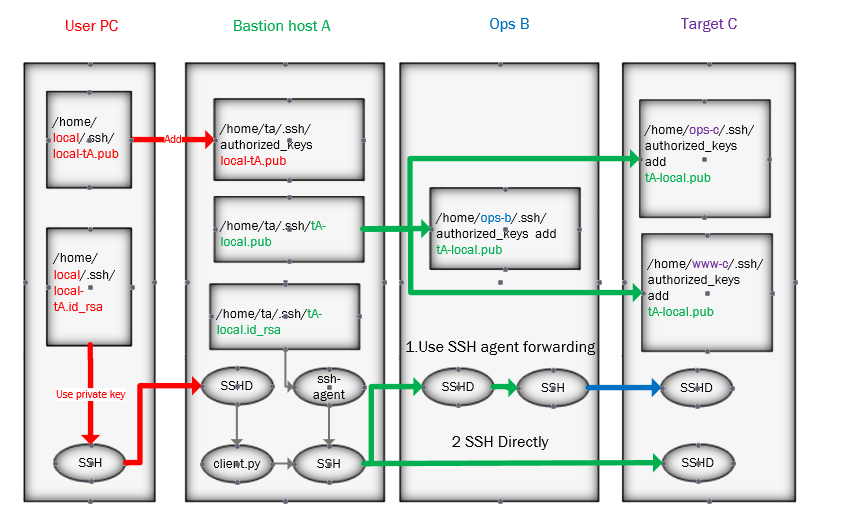 User PC
Bastion host A
Ops B
Target C
/home/
local/.ssh/
local-tA.pub
Add
/home/ta/.ssh/
authorized_keys
local-tA.pub
/home/ta/.ssh/tA-
local.pub
/home/ops-b/.ssh/
authorized_keys add
tA-local.pub
/home/ops-c/.ssh/
authorized_keys
add
tA-local.pub
/home/www-c/.ssh/
authorized_keys
add
tA-local.pub
/home/
local/.ssh/
local-
tA.id_rsa
/home/ta/.ssh/tA-
local.id_rsa
1.Use SSH agent forwarding
Use private key
SSHD
ssh-
agent
SSHD
SSH
SSHD
2 SSH Directly
SSH
client.py
SSH
SSHD